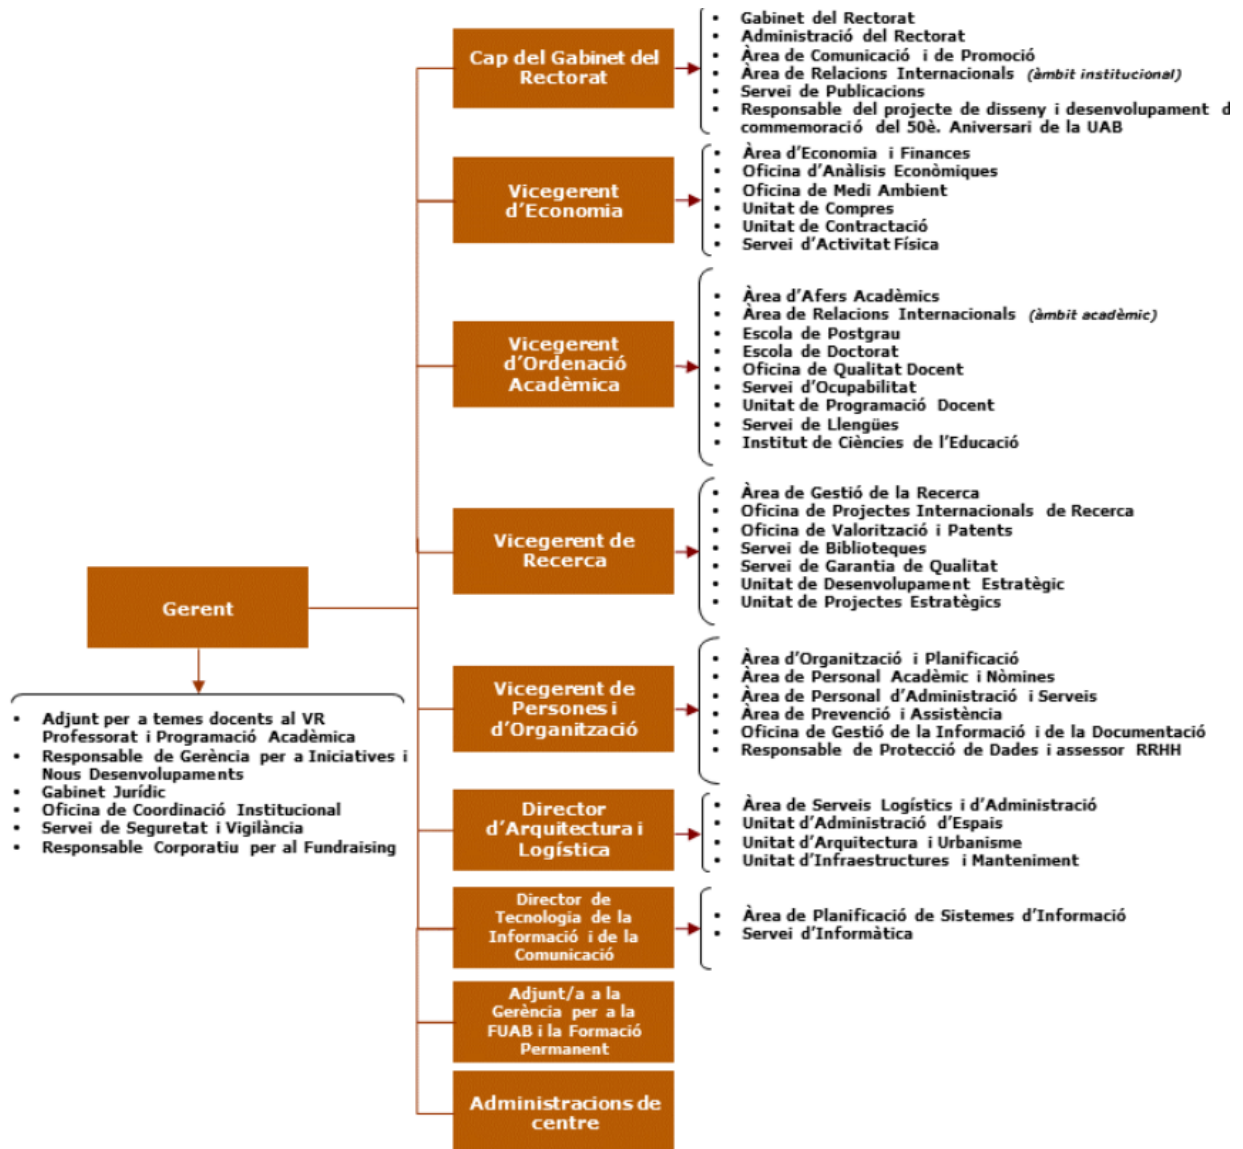 Cap del Gabinet del
Rectorat
• Gabinet del Rectorat
• Administració del Rectorat
• Àrea de Comunicació i de Promoció
• Àrea de Relacions Internacionals (àmbit institucional)
• Servei de Publicacions
• Responsable del projecte de disseny i desenvolupament d
commemoració del 50è. Aniversari de la UAB
Vicegerent
d'Economia
• Àrea d'Economia i Finances
• Oficina d'Anàlisis Econòmiques
• Oficina de Medi Ambient
• Unitat de Compres
• Unitat de Contractació
• Servei d'Activitat Física
Vicegerent
d'Ordenació
Acadèmica
• Àrea d'Afers Acadèmics
• Àrea de Relacions Internacionals (àmbit acadèmic)
• Escola de Postgrau
• Escola de Doctorat
• Oficina de Qualitat Docent
• Servei d'Ocupabilitat
• Unitat de Programació Docent
• Servei de Llengües
• Institut de Ciències de l'Educació
Vicegerent de
Recerca
• Àrea de Gestió de la Recerca
• Oficina de Projectes Internacionals de Recerca
• Oficina de Valorització i Patents
• Servei de Biblioteques
• Servei de Garantia de Qualitat
• Unitat de Desenvolupament Estratègic
• Unitat de Projectes Estratègics
Gerent
• Adjunt per a temes docents al VR
Professorat i Programació Acadèmica
• Responsable de Gerència per a Iniciatives i
Nous Desenvolupaments
• Gabinet Jurídic
• Oficina de Coordinació Institucional
• Servei de Seguretat i Vigilància
• Responsable Corporatiu per al Fundraising
Vicegerent de
Persones i
d'Organització
• Àrea d'Organització i Planificació
• Àrea de Personal Acadèmic i Nòmines
• Àrea de Personal d'Administració i Serveis
• Àrea de Prevenció i Assistència
• Oficina de Gestió de la Informació i de la Documentació
• Responsable de Protecció de Dades i assessor RRHH
Director
d'Arquitectura i
Logística
• Àrea de Serveis Logístics i d'Administració
• Unitat d'Administració d'Espais
• Unitat d'Arquitectura i Urbanisme
• Unitat d'Infraestructures i Manteniment
Director de
Tecnologia de la
Informació i de la
Comunicació
• Àrea de Planificació de Sistemes d'Informació
• Servei d'Informàtica
Adjunt/a a la
Gerència per a la
FUAB i la Formació
Permanent
Administracions de
centre